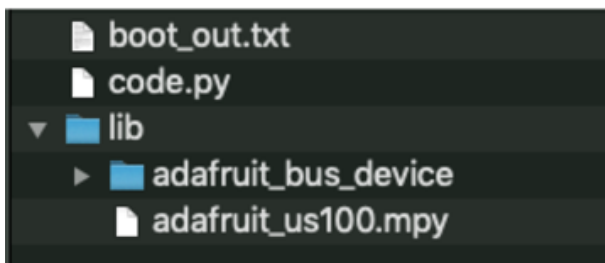 boot_out.txt
code.py
lib
adafruit_bus_device
adafruit_us100.mpy